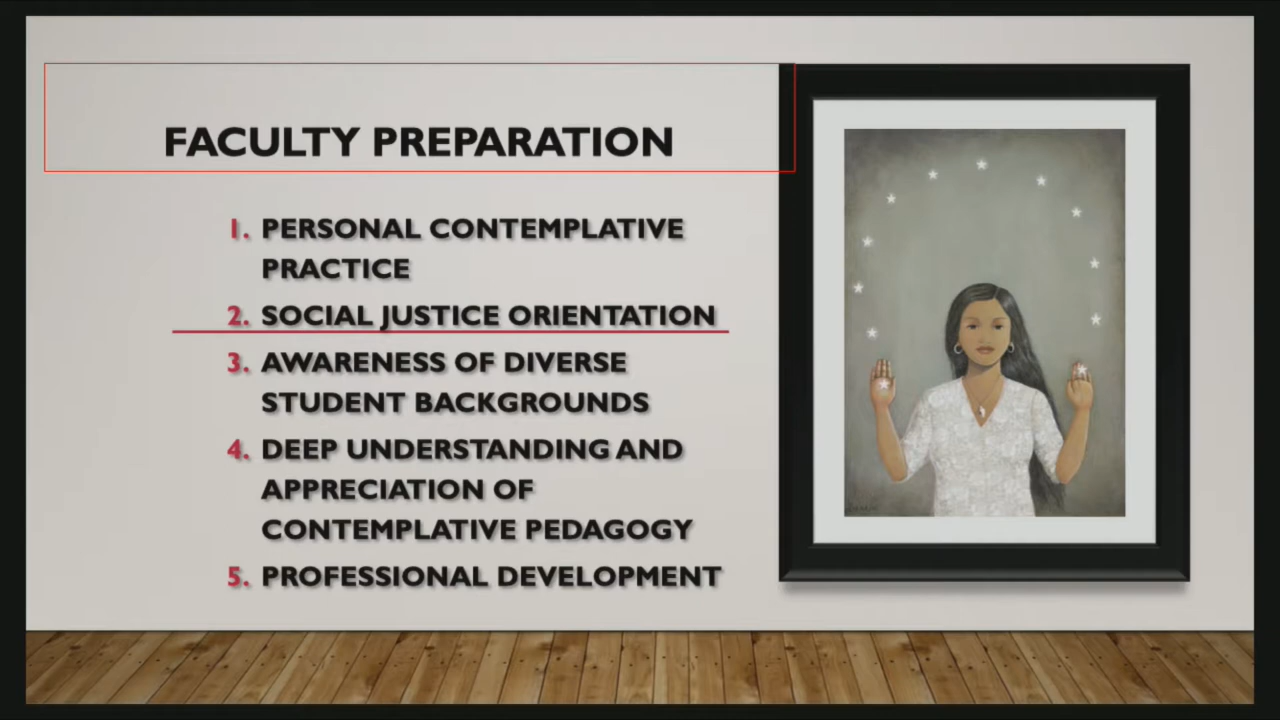 FACULTY PREPARATION
1. PERSONAL CONTEMPLATIVE
PRACTICE
2. SOCIAL JUSTICE ORIENTATION
3. AWARENESS OF DIVERSE
STUDENT BACKGROUNDS
4. DEEP UNDERSTANDING AND
APPRECIATION OF
CONTEMPLATIVE PEDAGOGY
5. PROFESSIONAL DEVELOPMENT